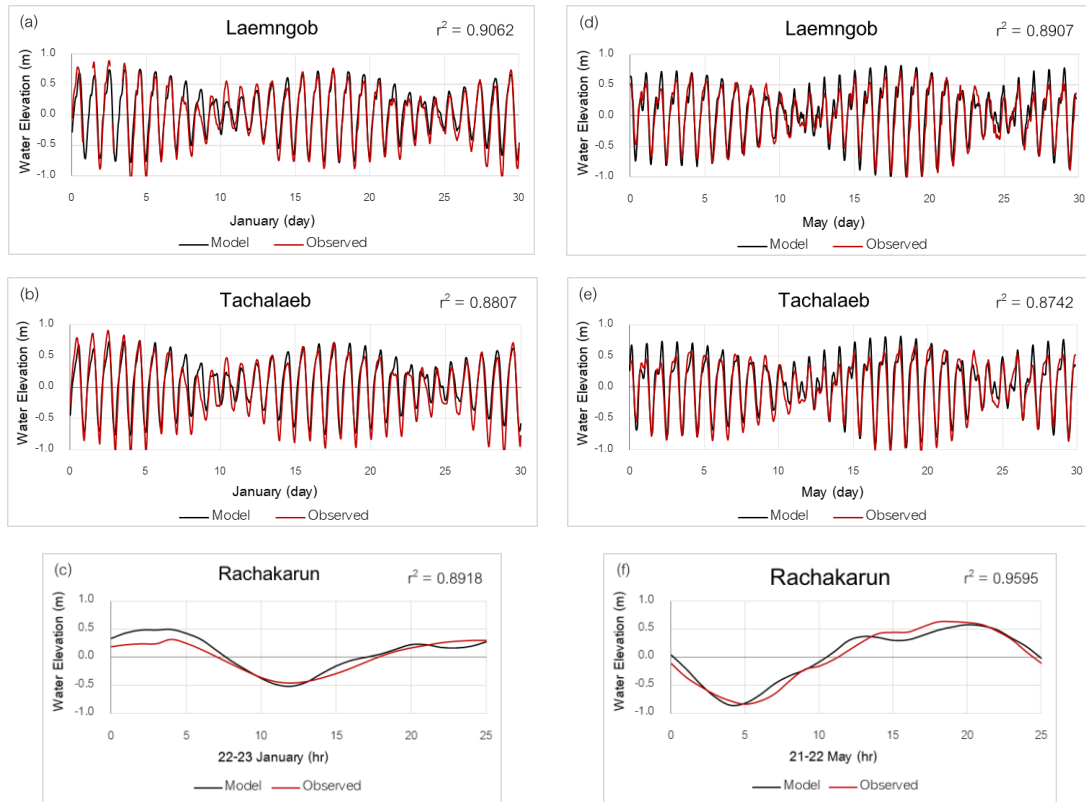 (a)
Laemngob
r² = 0.9062
Water Elevation (m)
1.0
0.5
0.0
-0.5
-1.0
0 5 10 15 20 25 30
January (day)
Model Observed
(d)
Laemngob
r² = 0.8907
Water Elevation (m)
1.0
0.5
0.0
-0.5
-1.0
0 5 10 15 20 25 30
May (day)
Model Observed
(b)
Tachalaeb
r² = 0.8807
Water Elevation (m)
1.0
0.5
0.0
-0.5
-1.0
0 5 10 15 20 25 30
January (day)
Model Observed
(e)
Tachalaeb
r² = 0.8742
Water Elevation (m)
1.0
0.5
0.0
-0.5
-1.0
0 5 10 15 20 25 30
May (day)
Model Observed
(c)
Rachakarun
r² = 0.8918
Water Elevation (m)
1.0
0.5
0.0
-0.5
-1.0
0 5 10 15 20 25
22-23 January (hr)
Model Observed
(f)
Rachakarun
r² = 0.9595
Water Elevation (m)
1.0
0.5
0.0
-0.5
-1.0
0 5 10 15 20 25
21-22 May (hr)
Model Observed